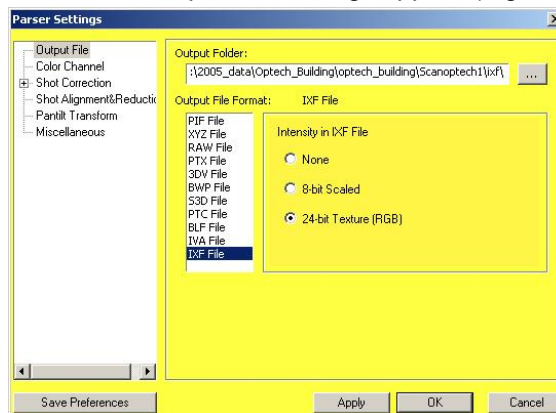 Parser Settings
Output File
Color Channel
Shot Correction
Shot Alignment&Reductic
Pantilt Transform
Miscellaneous
Output Folder:
:\2005_data\Optech_Building\optech_building\Scanoptech1\ixf\
...
Output File Format: IXF File
PIF File
XYZ File
RAW File
PTX File
3DV File
BWP File
S3D File
PTC File
BLF File
IVA File
IXF File
Intensity in IXF File
None
8-bit Scaled
24-bit Texture (RGB)
Save Preferences
Apply
OK
Cancel